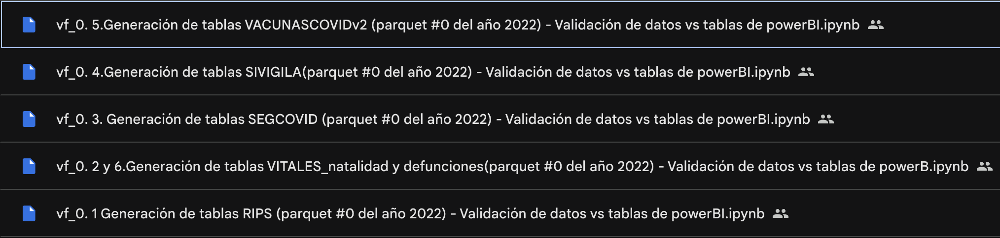 vf_0. 5.Generación de tablas VACUNASCOVIDv2 (parquet #0 del año 2022) - Validación de datos vs tablas de powerBI.ipynb
vf_0. 4.Generación de tablas SIVIGILA(parquet #0 del año 2022) - Validación de datos vs tablas de powerBI.ipynb
vf_0. 3. Generación de tablas SEGCOVID (parquet #0 del año 2022) - Validación de datos vs tablas de powerBI.ipynb
vf_0. 2 y 6.Generación de tablas VITALES_natalidad y defunciones(parquet #0 del año 2022) - Validación de datos vs tablas de powerB.ipynb
vf_0. 1 Generación de tablas RIPS (parquet #0 del año 2022) - Validación de datos vs tablas de powerBI.ipynb